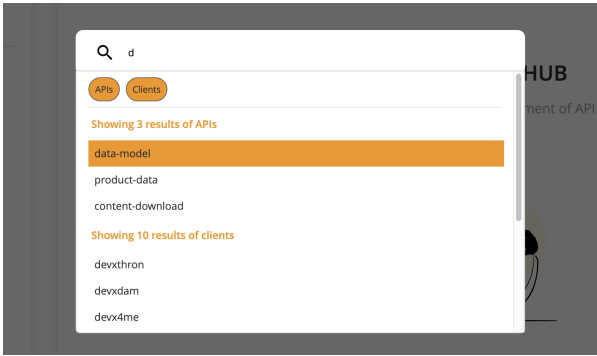 d
HUB
APIs Clients
ment of API
Showing 3 results of APIs
data-model
product-data
content-download
Showing 10 results of clients
devxthron
devxdam
devx4me